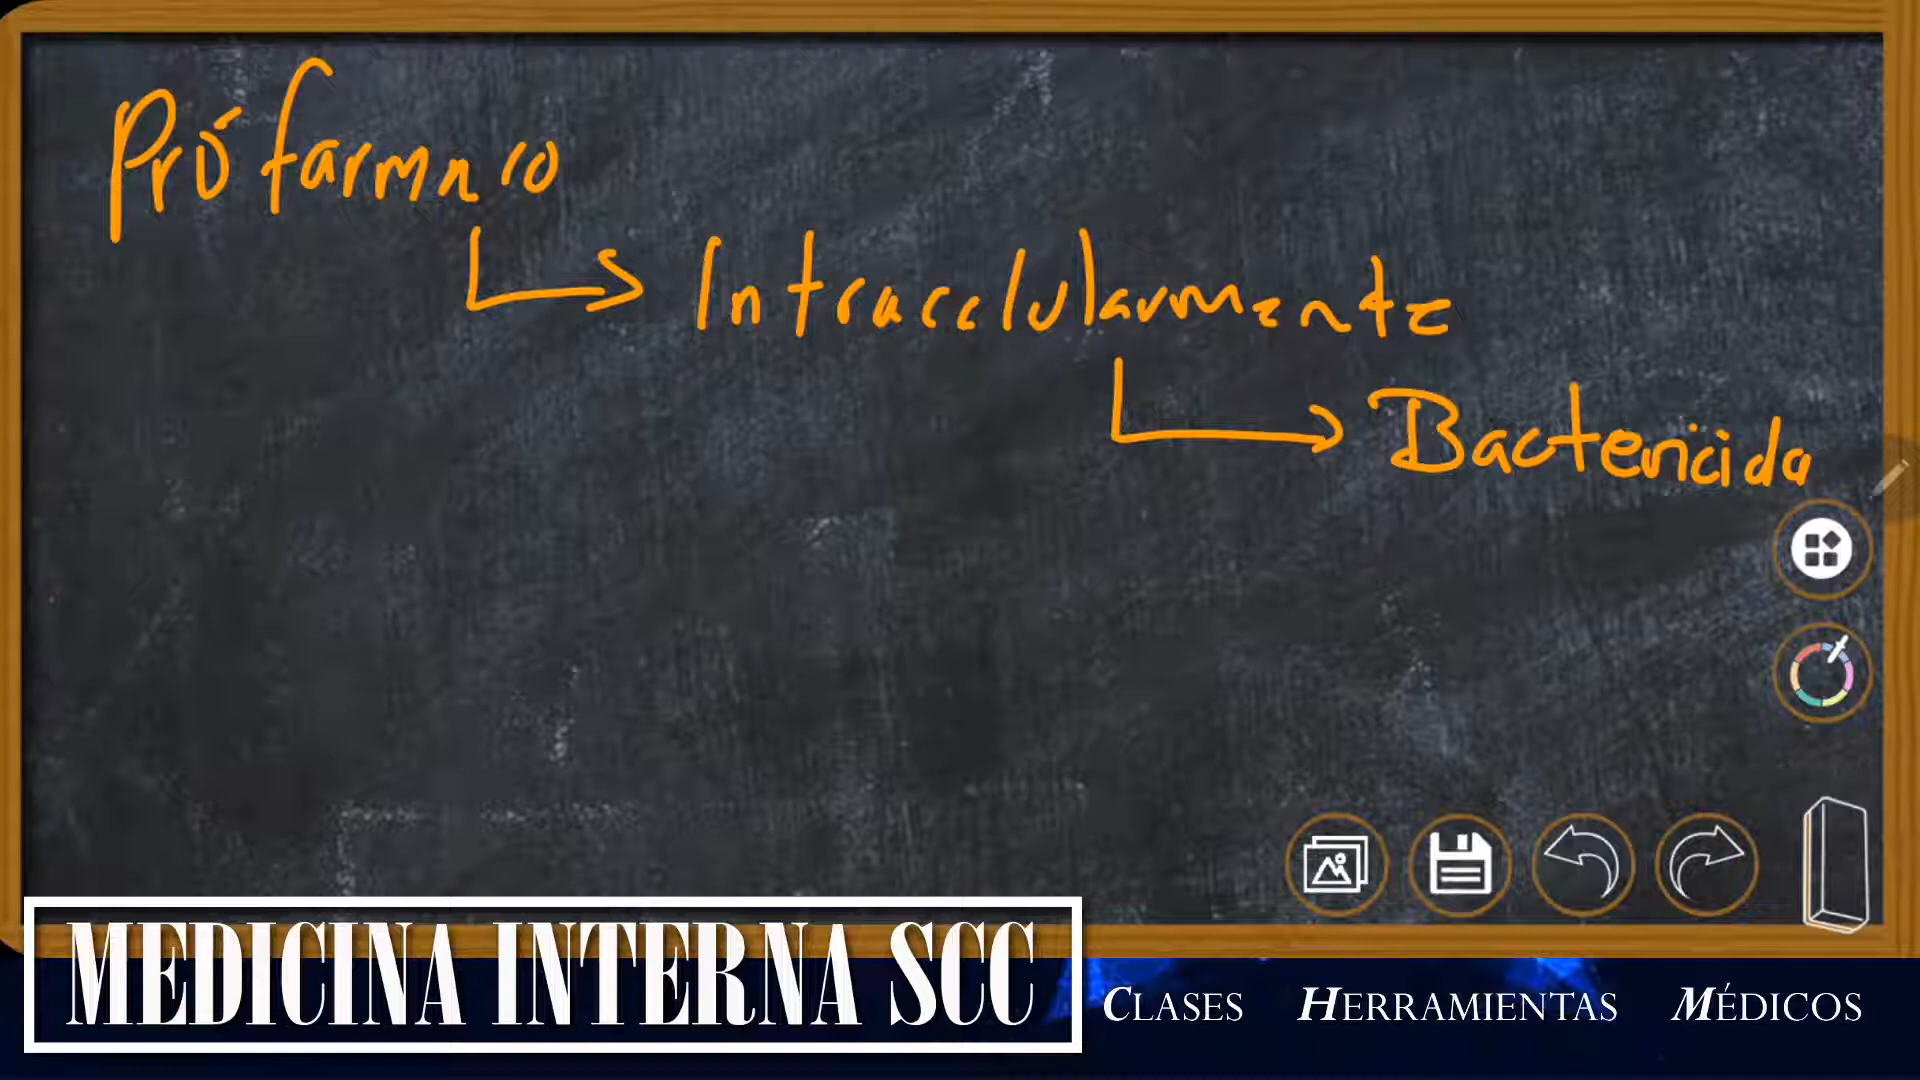 Prófarmaco
Intracelularmente
Bactericida
MEDICINA INTERNA SCC
CLASES HERRAMIENTAS MÉDICOS